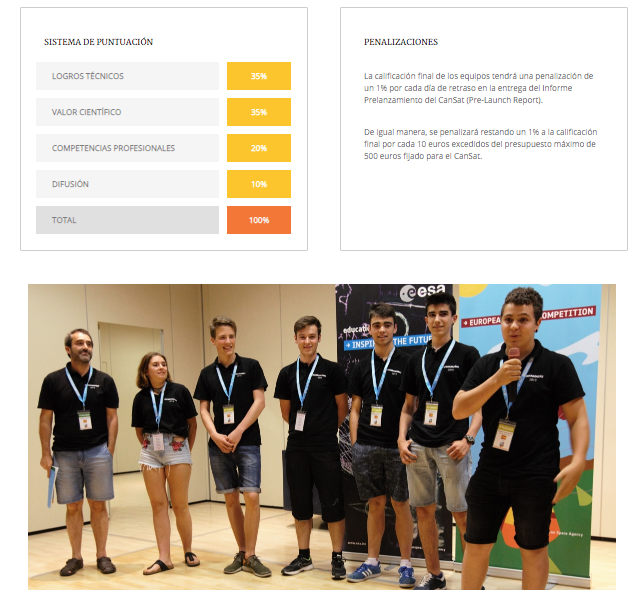 SISTEMA DE PUNTUACIÓN
LOGROS TÉCNICOS 35%
VALOR CIENTÍFICO 35%
COMPETENCIAS PROFESIONALES 20%
DIFUSIÓN 10%
TOTAL 100%
PENALIZACIONES
La calificación final de los equipos tendrá una penalización de
un 1% por cada día de retraso en la entrega del Informe
Prelanzamiento del CanSat (Pre-Launch Report).
De igual manera, se penalizará restando un 1% a la calificación
final por cada 10 euros excedidos del presupuesto máximo de
500 euros fijado para el CanSat.
esa
educati
→ INSPI THE FUTU
→ EUROPEA COMPETITION
Space Agency